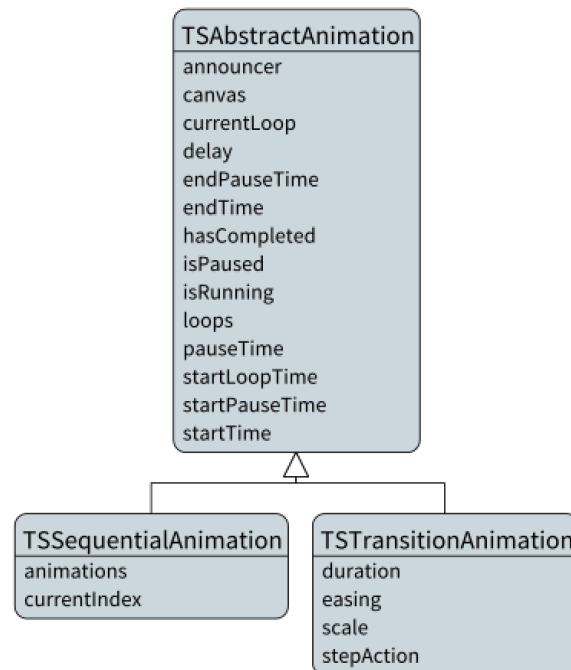 TSAbstractAnimation
announcer
canvas
currentLoop
delay
endPauseTime
endTime
hasCompleted
isPaused
isRunning
loops
pauseTime
startLoopTime
startPauseTime
startTime
TSSequentialAnimation
animations
currentIndex
TSTransitionAnimation
duration
easing
scale
stepAction